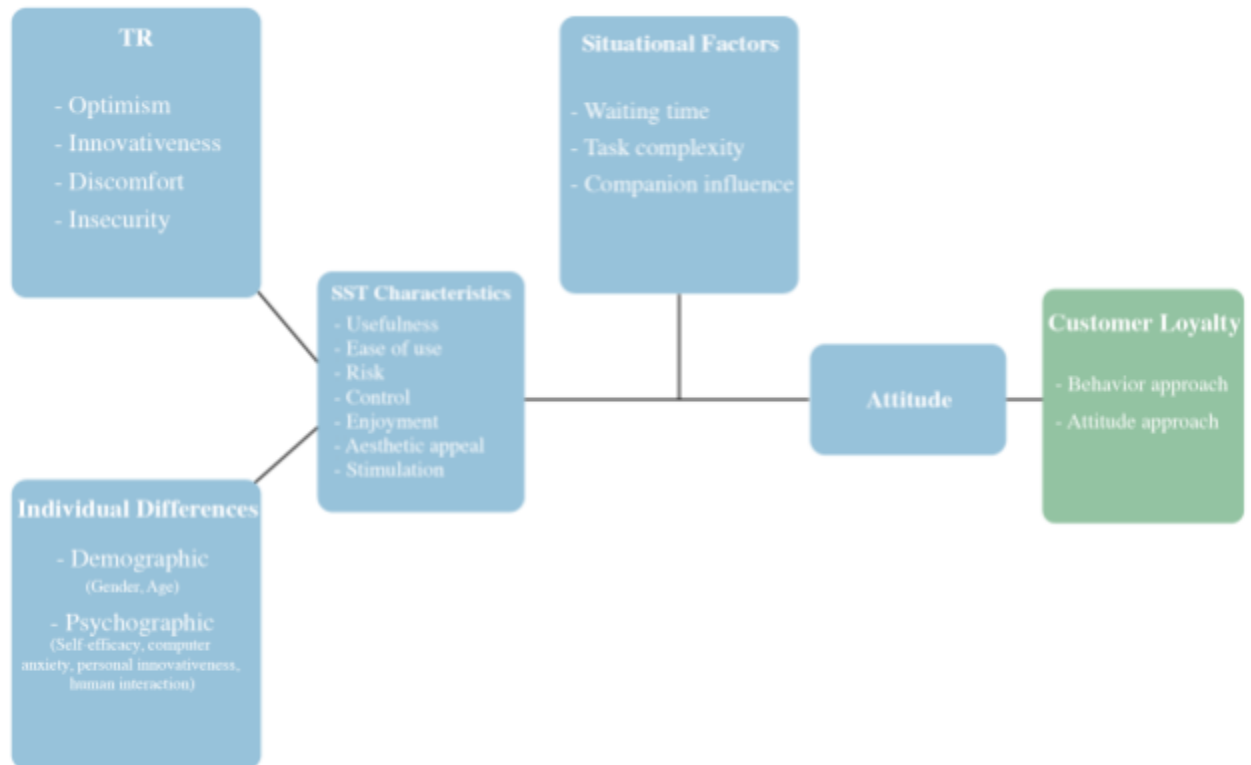 TR
- Optimism
- Innovativeness
- Discomfort
- Insecurity
Situational Factors
- Waiting time
- Task complexity
- Companion influence
SST Characteristics
- Usefulness
- Ease of use
- Risk
- Control
- Enjoyment
- Aesthetic appeal
- Stimulation
Attitude
Customer Loyalty
- Behavior approach
- Attitude approach
Individual Differences
- Demographic
(Gender, Age)
- Psychographic
(Self-efficacy, computer
anxiety, personal innovativeness,
human interaction)